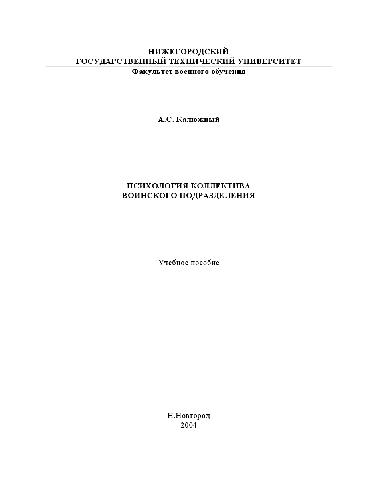 НИЖЕГОРОДСКИЙ
ГОСУДАРСТВЕННЫЙ ТЕХНИЧЕСКИЙ УНИВЕРСИТЕТ
Факультет военного обучения
А.С. Калюжный
ПСИХОЛОГИЯ КОЛЛЕКТИВА
ВОИНСКОГО ПОДРАЗДЕЛЕНИЯ
Учебное пособие
Н.Новгород
2004